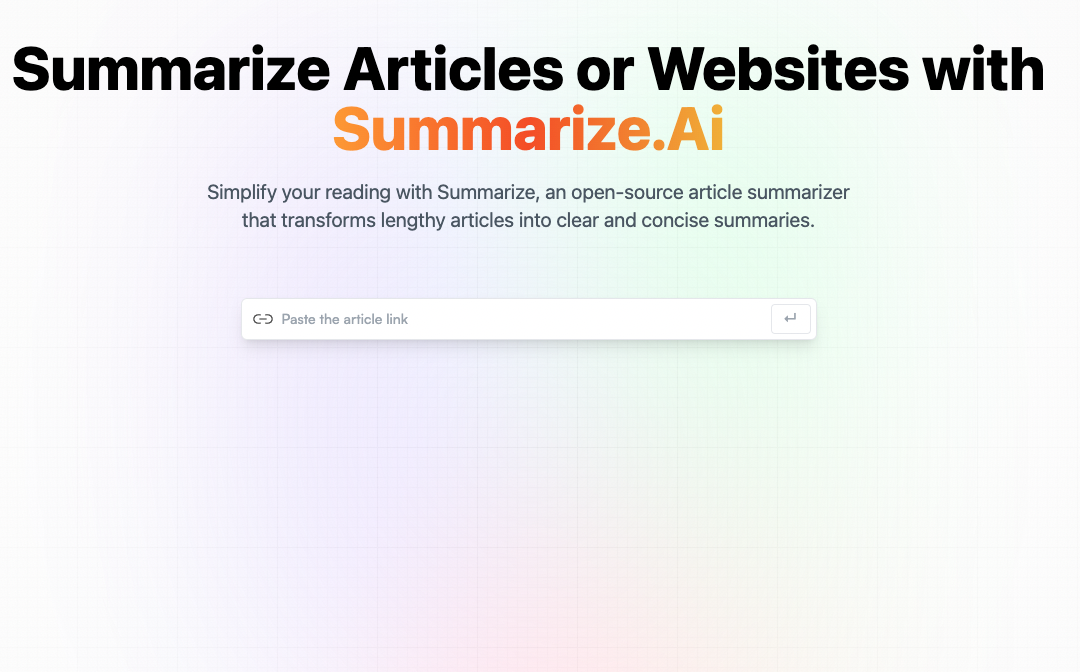 Summarize Articles or Websites with
Summarize.Ai
Simplify your reading with Summarize, an open-source article summarizer
that transforms lengthy articles into clear and concise summaries.
Paste the article link